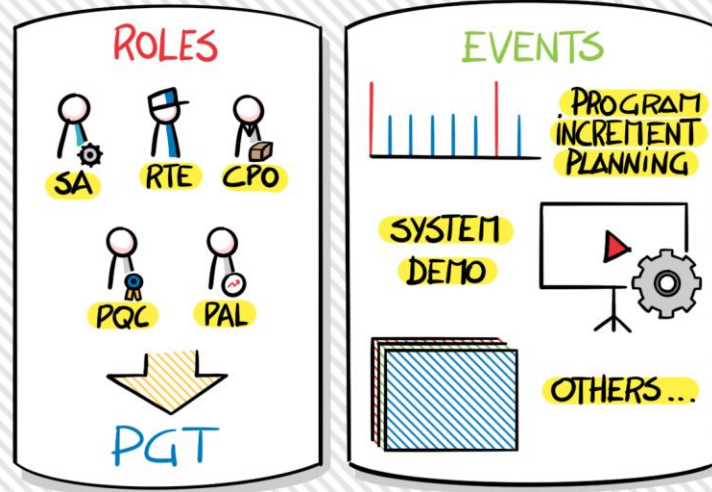 ROLES
SA
RTE
CPO
PQC
PAL
PGT
EVENTS
PROGRAM
INCREMENT
PLANNING
SYSTEM
DEMO
OTHERS...